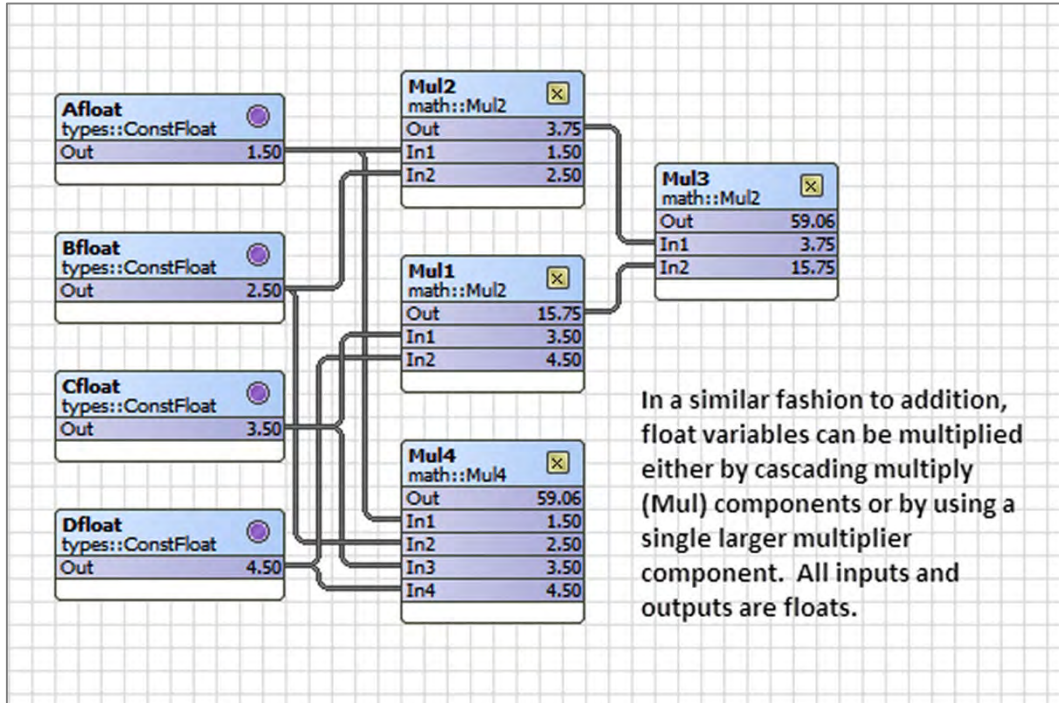 Afloat
types::ConstFloat
Out 1.50
Bfloat
types::ConstFloat
Out 2.50
Cfloat
types::ConstFloat
Out 3.50
Dfloat
types::ConstFloat
Out 4.50
Mul2
math::Mul2
Out 3.75
In1 1.50
In2 2.50
Mul1
math::Mul2
Out 15.75
In1 3.50
In2 4.50
Mul4
math::Mul4
Out 59.06
In1 1.50
In2 2.50
In3 3.50
In4 4.50
Mul3
math::Mul2
Out 59.06
In1 3.75
In2 15.75
In a similar fashion to addition,
float variables can be multiplied
either by cascading multiply
(Mul) components or by using a
single larger multiplier
component. All inputs and
outputs are floats.